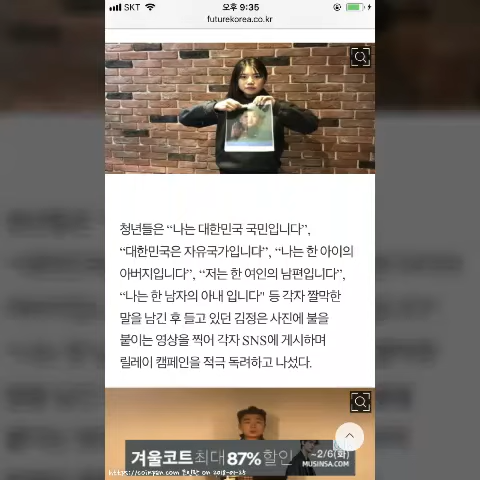 SKT 오후 9:35
futurekorea.co.kr
청년들은 “나는 대한민국 국민입니다”,
“대한민국은 자유국가입니다”, “나는 한 아이의
아버지입니다”, “저는 한 여인의 남편입니다”,
“나는 한 남자의 아내 입니다” 등 각자 짤막한
말을 남긴 후 들고 있던 김정은 사진에 불을
붙이는 영상을 찍어 각자 SNS에 게시하며
릴레이 캠페인을 적극 독려하고 나섰다.
겨울코트 최대 87% 할인 ~2/6(화)
MUSINSA.COM